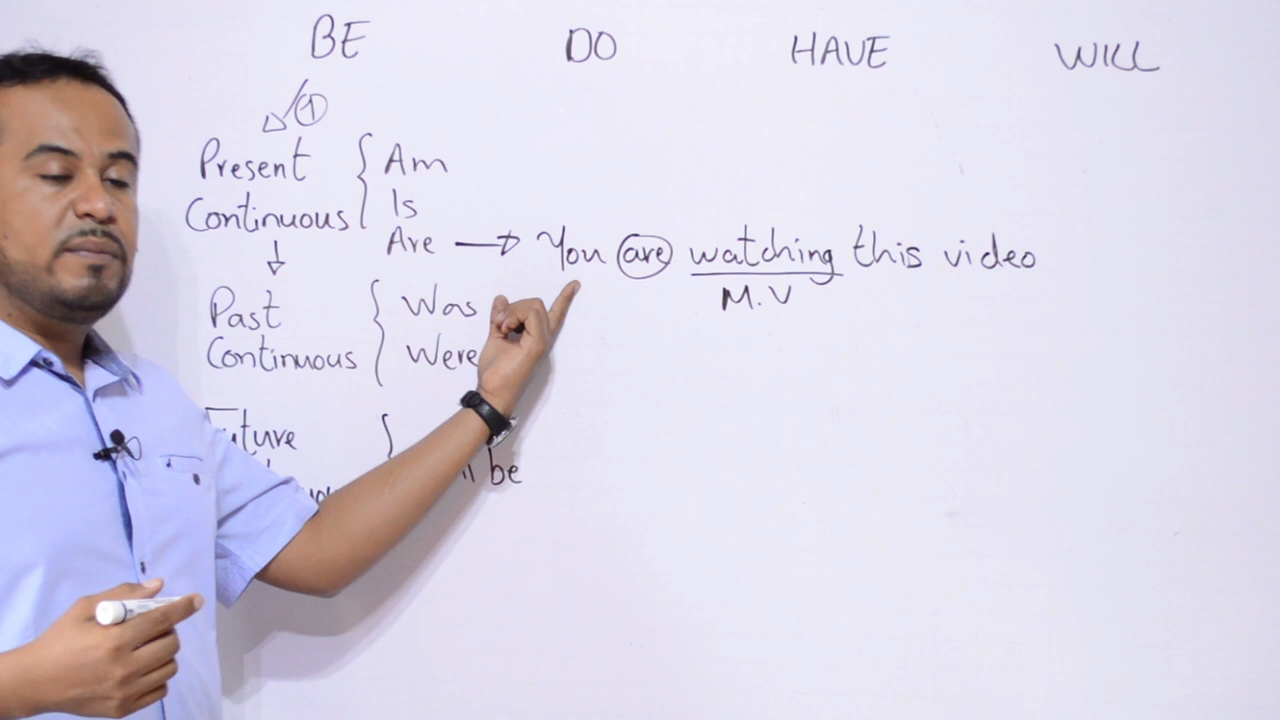 BE DO HAVE WILL
1
Present { Am
Continuous Is
Are → You are watching this video
M.V
↓
Past { Was
Continuous Were
Future {
be